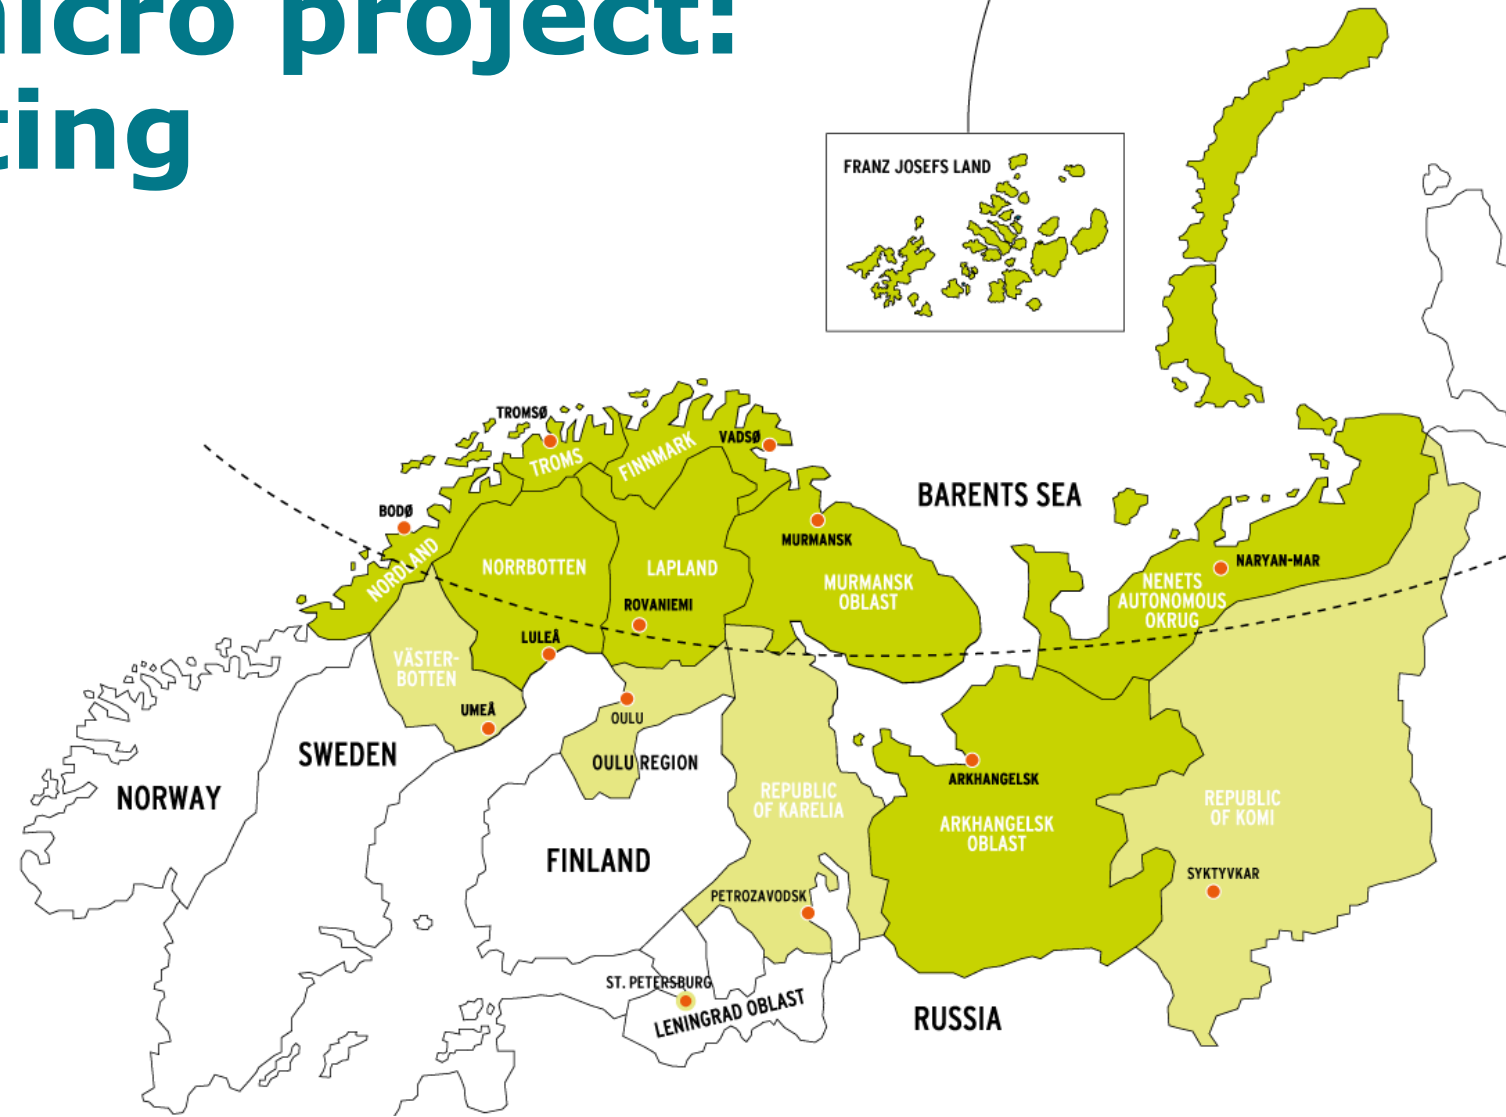 micro project:
ting
FRANZ JOSEFS LAND
TROMSØ
TROMS
FINNMARK
VADSØ
BARENTS SEA
BODØ
NORDLAND
NORRBOTTEN
LAPLAND
MURMANSK
MURMANSK
OBLAST
NARYAN-MAR
NENETS
AUTONOMOUS
OKRUG
ROVANIEMI
LULEÅ
VÄSTER-
BOTTEN
UMEÅ
OULU
OULU REGION
SWEDEN
NORWAY
FINLAND
REPUBLIC
OF KARELIA
ARKHANGELSK
ARKHANGELSK
OBLAST
REPUBLIC
OF KOMI
SYKTYVKAR
PETROZAVODSK
ST. PETERSBURG
LENINGRAD OBLAST
RUSSIA